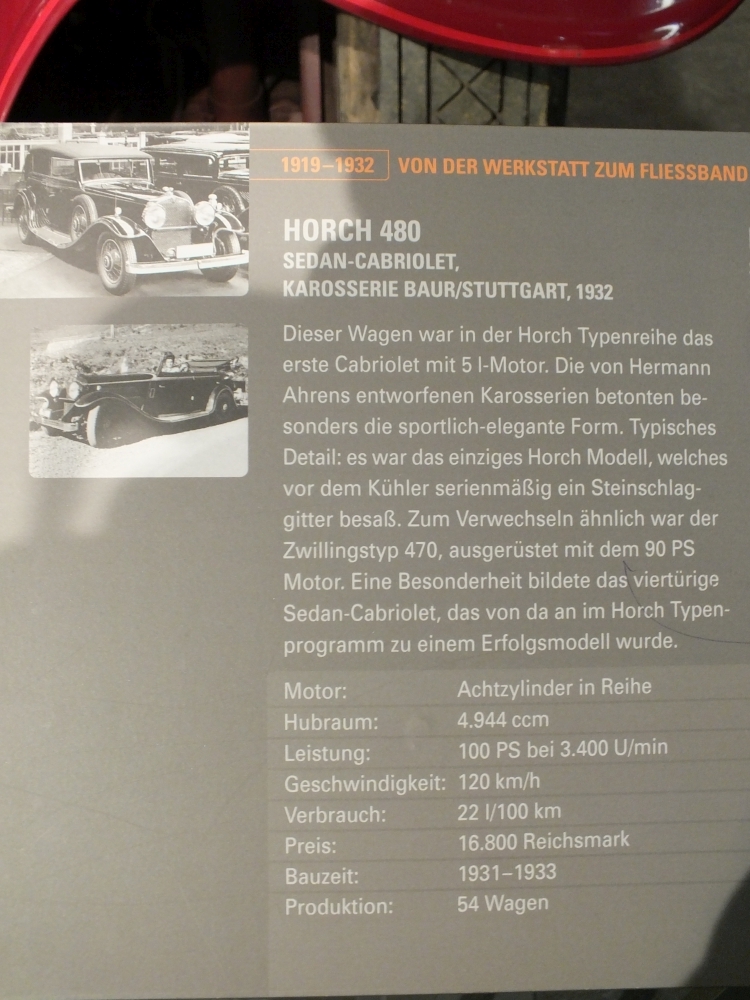 1919–1932 VON DER WERKSTATT ZUM FLIESSBAND
HORCH 480
SEDAN-CABRIOLET,
KAROSSERIE BAUR/STUTTGART, 1932
Dieser Wagen war in der Horch Typenreihe das
erste Cabriolet mit 5 l-Motor. Die von Hermann
Ahrens entworfenen Karosserien betonten be-
sonders die sportlich-elegante Form. Typisches
Detail: es war das einziges Horch Modell, welches
vor dem Kühler serienmäßig ein Steinschlag-
gitter besaß. Zum Verwechseln ähnlich war der
Zwillingstyp 470, ausgerüstet mit dem 90 PS
Motor. Eine Besonderheit bildete das viertürige
Sedan-Cabriolet, das von da an im Horch Typen-
programm zu einem Erfolgsmodell wurde.
Motor: Achtzylinder in Reihe
Hubraum: 4.944 ccm
Leistung: 100 PS bei 3.400 U/min
Geschwindigkeit: 120 km/h
Verbrauch: 22 l/100 km
Preis: 16.800 Reichsmark
Bauzeit: 1931–1933
Produktion: 54 Wagen